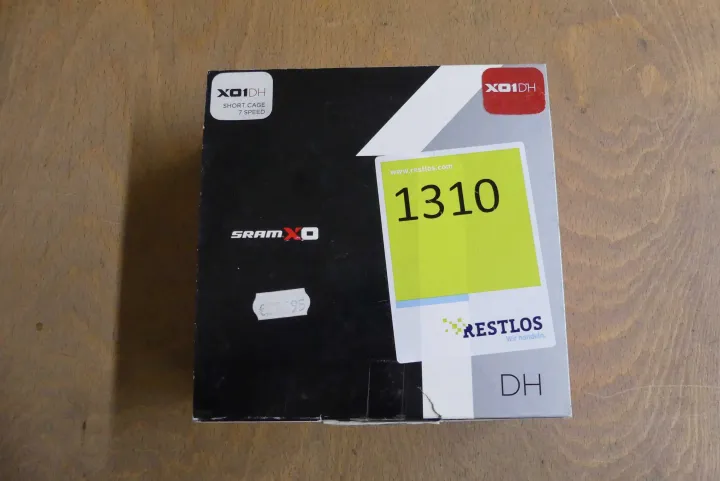 X01DH
SHORT CAGE
7 SPEED
X01DH
www.restlos.com
1310
SRAM X0
RESTLOS
Wir handeln.
DH